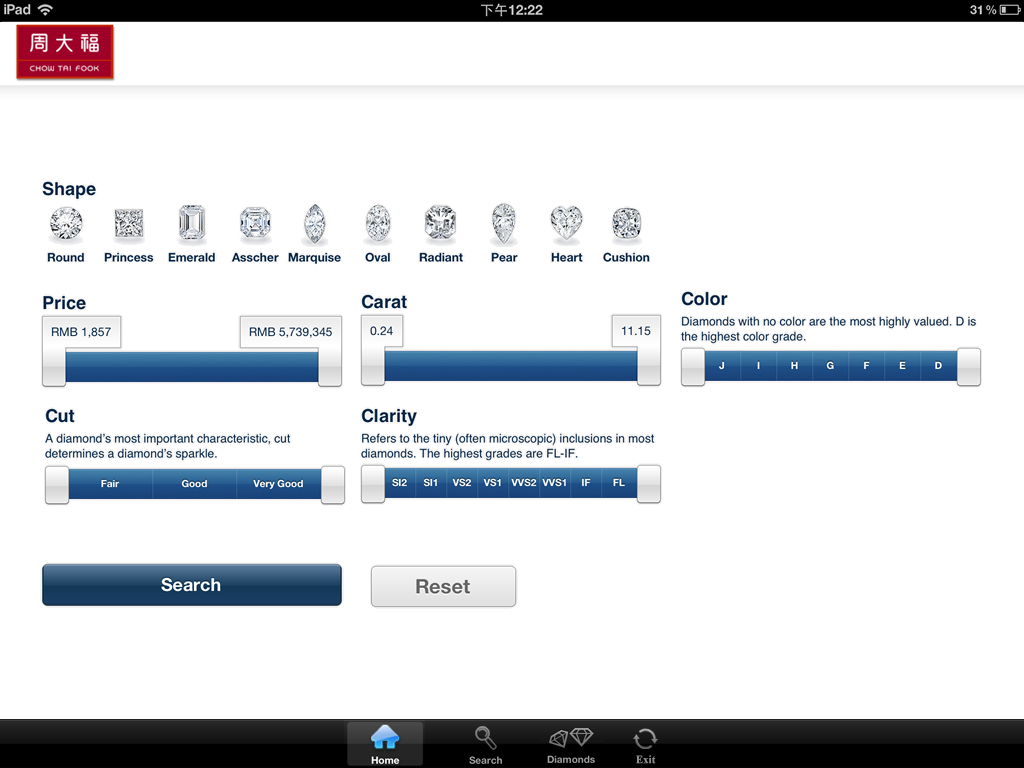 iPad
下午12:22
31%
周大福
CHOW TAI FOOK
Shape
Round Princess Emerald Asscher Marquise Oval Radiant Pear Heart Cushion
Price
RMB 1,857
RMB 5,739,345
Carat
0.24
11.15
Color
Diamonds with no color are the most highly valued. D is
the highest color grade.
J I H G F E D
Cut
A diamond's most important characteristic, cut
determines a diamond's sparkle.
Fair Good Very Good
Clarity
Refers to the tiny (often microscopic) inclusions in most
diamonds. The highest grades are FL-IF.
SI2 SI1 VS2 VS1 VVS2 VVS1 IF FL
Search
Reset
Home
Search
Diamonds
Exit